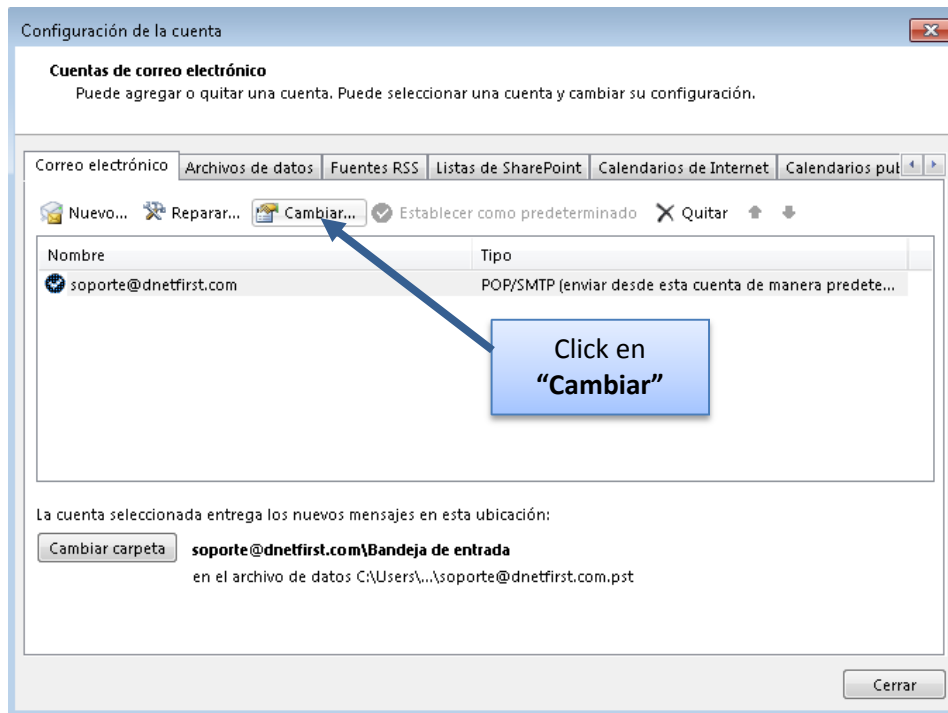 Configuración de la cuenta
Cuentas de correo electrónico
Puede agregar o quitar una cuenta. Puede seleccionar una cuenta y cambiar su configuración.
Correo electrónico Archivos de datos Fuentes RSS Listas de SharePoint Calendarios de Internet Calendarios
Nuevo... Reparar... Cambiar... Establecer como predeterminado Quitar
Nombre Tipo
soporte@dnetfirst.com POP/SMTP (enviar desde esta cuenta de manera predete...
Click en
“Cambiar”
La cuenta seleccionada entrega los nuevos mensajes en esta ubicación:
Cambiar carpeta soporte@dnetfirst.com\Bandeja de entrada
en el archivo de datos C:\Users\...\soporte@dnetfirst.com.pst
Cerrar